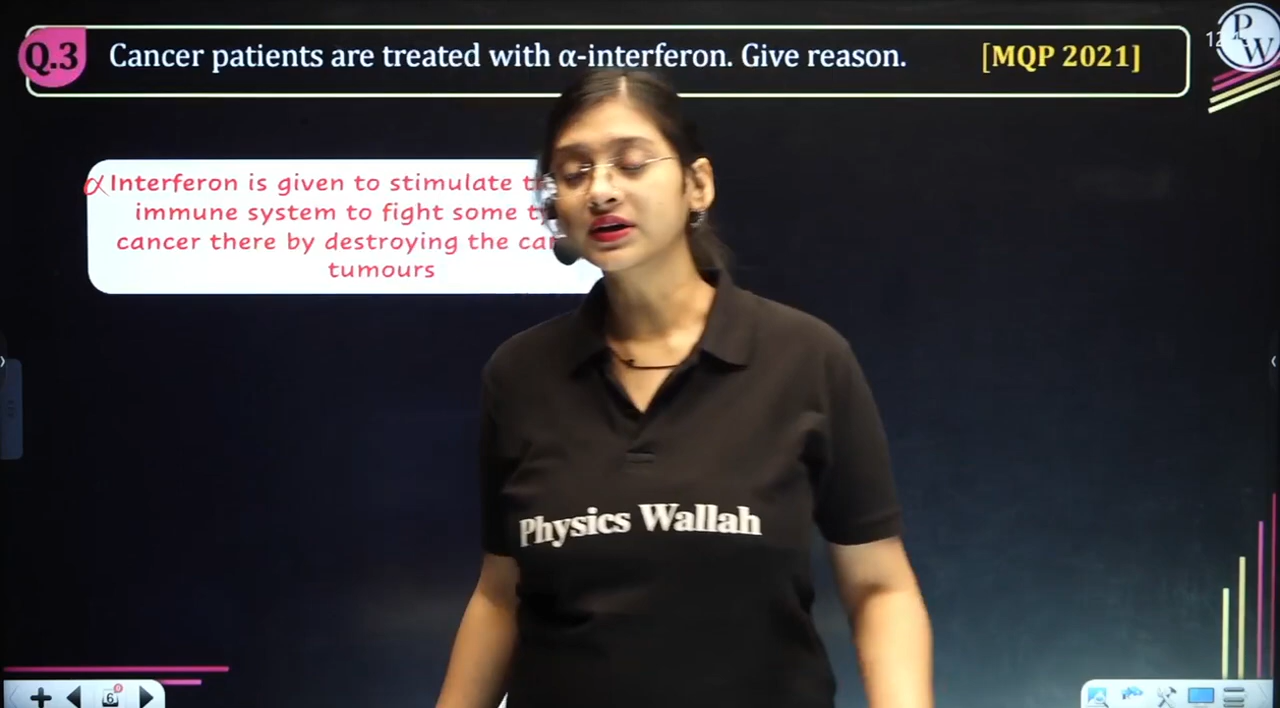 Q.3 Cancer patients are treated with α-interferon. Give reason. [MQP 2021]
P
W
α Interferon is given to stimulate
immune system to fight some
cancer there by destroying the
tumours
Physics Wallah
6